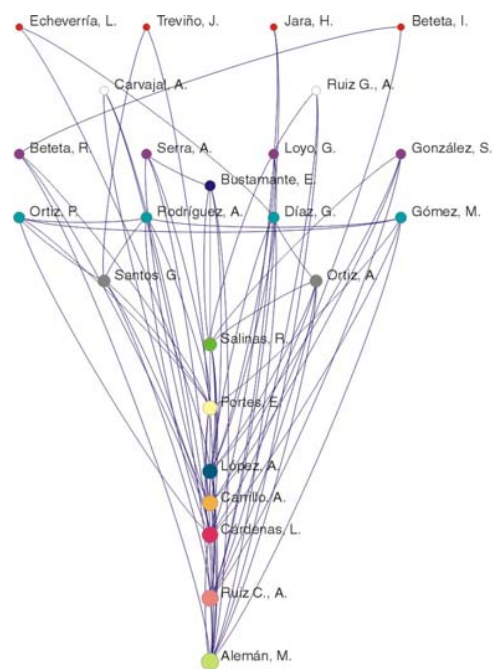 Echeverría, L.
Treviño, J.
Jara, H.
Beteta, I.
Carvajal, A.
Ruiz G., A.
Beteta, R.
Serra, A.
Loyo, G.
González, S.
Bustamante, E.
Ortiz, P.
Rodríguez, A.
Díaz, G.
Gómez, M.
Santos, G.
Ortiz, A.
Salinas, R.
Portes, E.
López, A.
Carrillo, A.
Cárdenas, L.
Ruiz C., A.
Alemán, M.